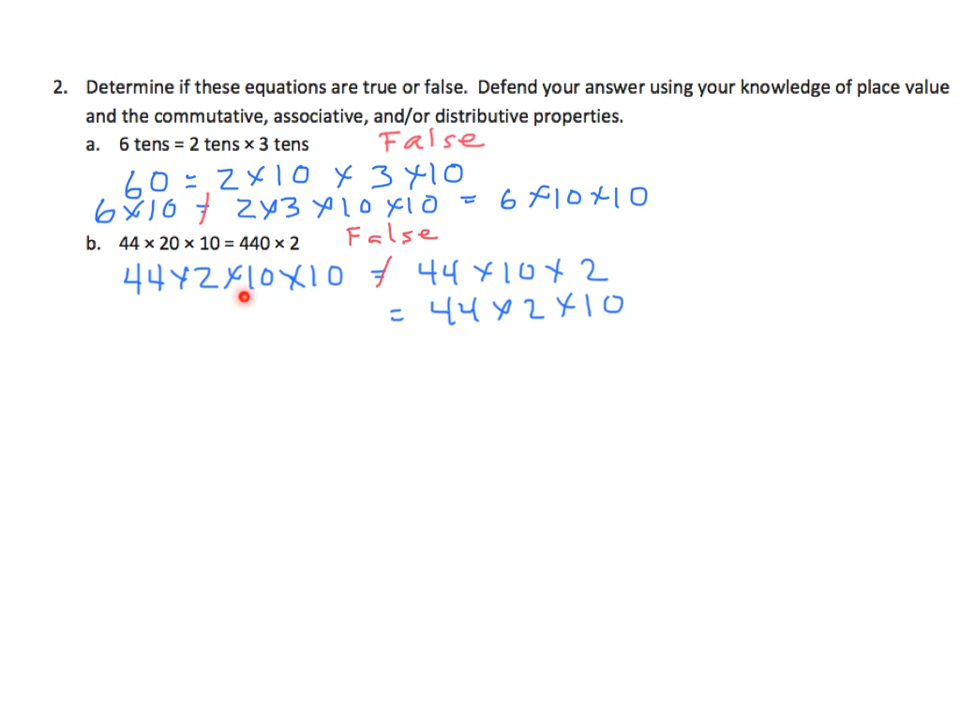 2. Determine if these equations are true or false. Defend your answer using your knowledge of place value
and the commutative, associative, and/or distributive properties.
a. 6 tens = 2 tens × 3 tens False
60 = 2 × 10 × 3 × 10
6 × 10 ≠ 2 × 3 × 10 × 10 = 6 × 10 × 10
b. 44 × 20 × 10 = 440 × 2 False
44 × 2 × 10 × 10 ≠ 44 × 10 × 2
= 44 × 2 × 10